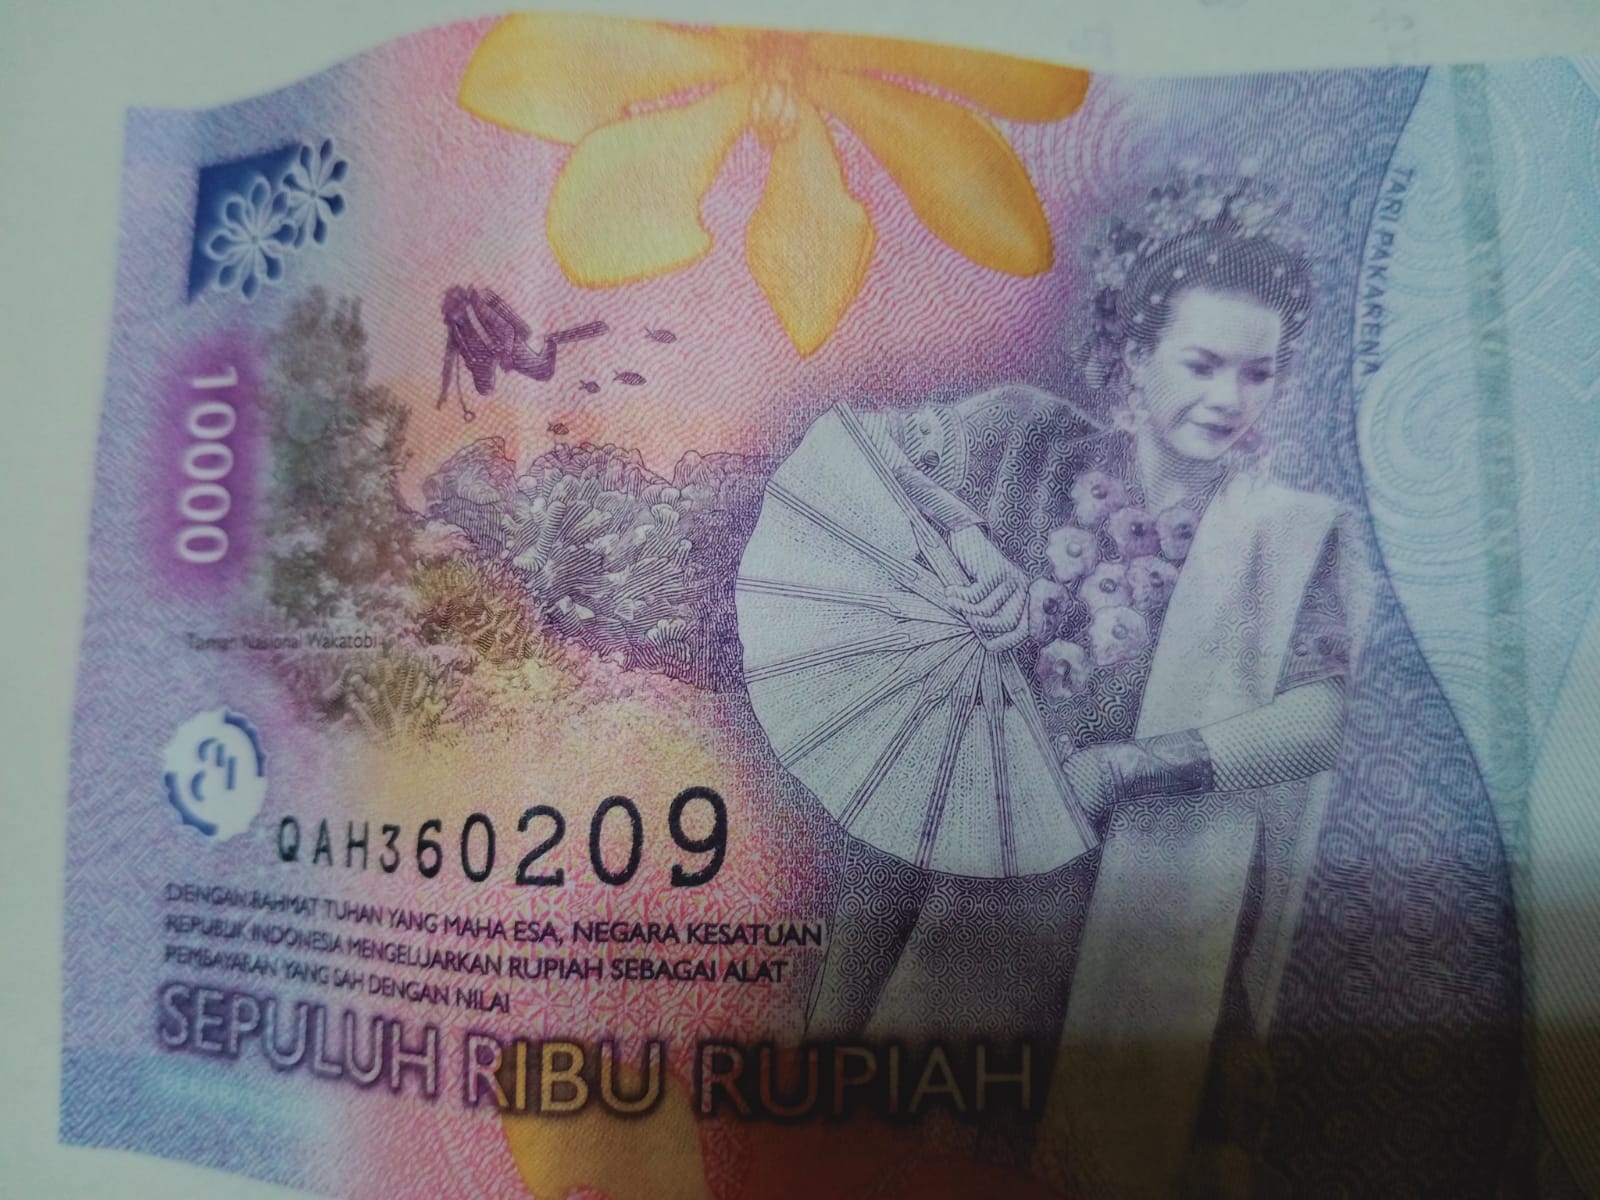 TARI PAKARENA
10000
Taman Nasional Wakatobi
QAH360209
DENGAN RAHMAT TUHAN YANG MAHA ESA, NEGARA KESATUAN
REPUBLIK INDONESIA MENGELUARKAN RUPIAH SEBAGAI ALAT
PEMBAYARAN YANG SAH DENGAN NILAI
SEPULUH RIBU RUPIAH